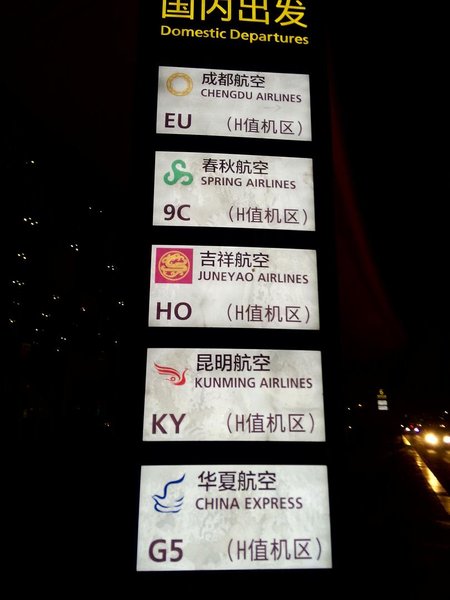 国内出发
Domestic Departures
成都航空
CHENGDU AIRLINES
EU (H值机区)
春秋航空
SPRING AIRLINES
9C (H值机区)
吉祥航空
JUNEYAO AIRLINES
HO (H值机区)
昆明航空
KUNMING AIRLINES
KY (H值机区)
华夏航空
CHINA EXPRESS
G5 (H值机区)